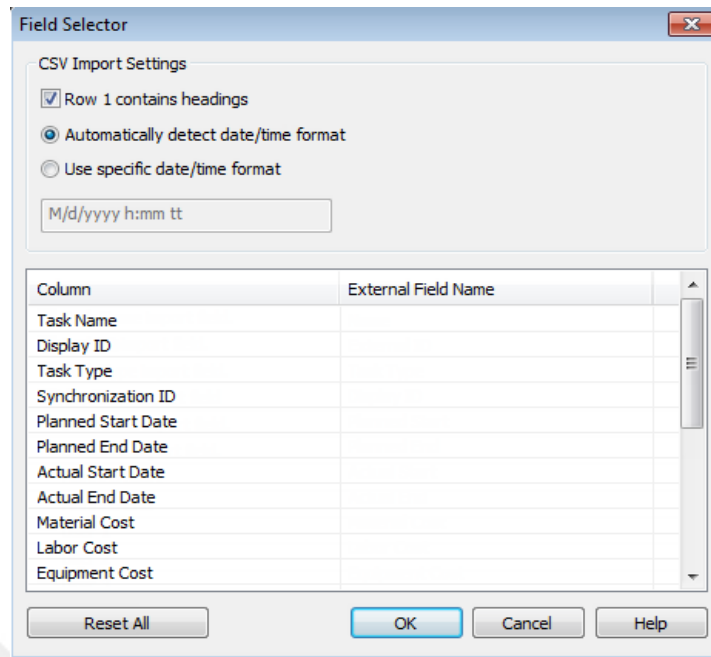 Field Selector
CSV Import Settings
Row 1 contains headings
Automatically detect date/time format
Use specific date/time format
M/d/yyyy h:mm tt
Column External Field Name
Task Name
Display ID
Task Type
Synchronization ID
Planned Start Date
Planned End Date
Actual Start Date
Actual End Date
Material Cost
Labor Cost
Equipment Cost
Reset All OK Cancel Help